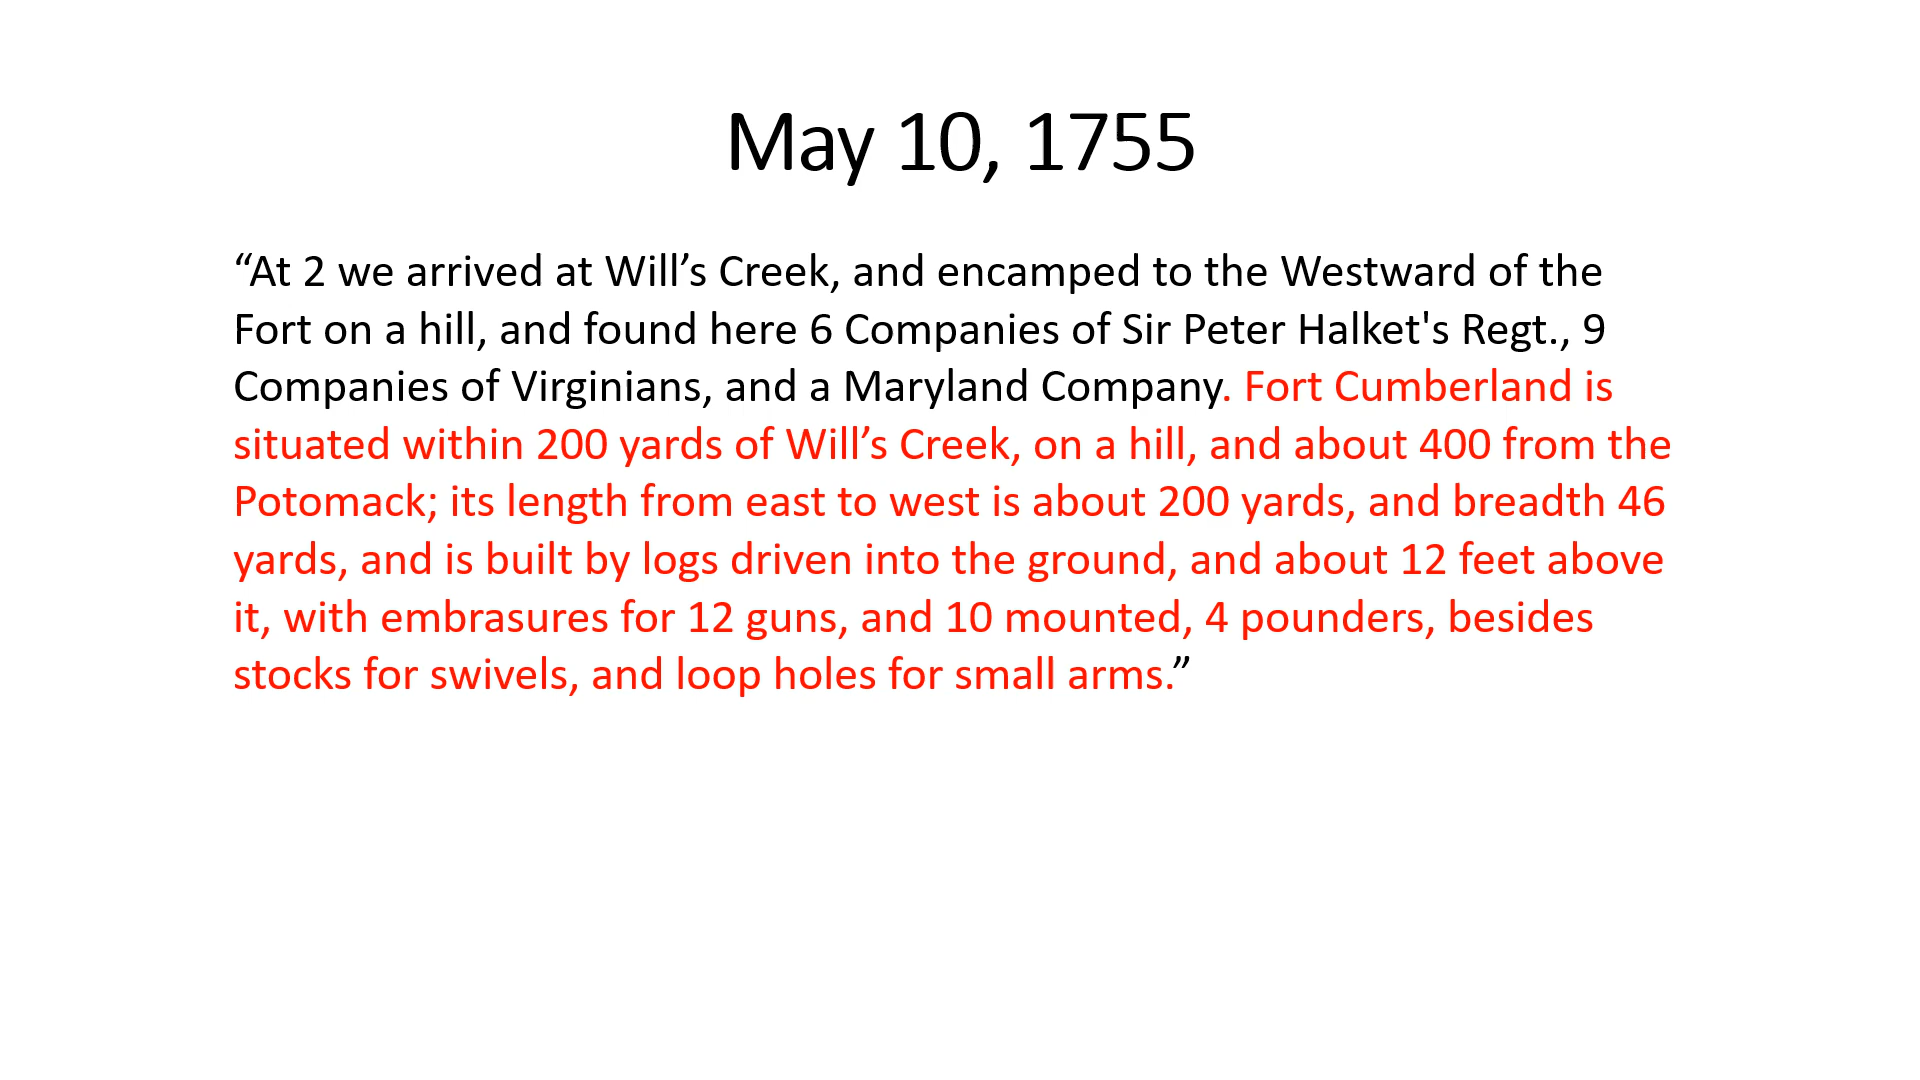 May 10, 1755
“At 2 we arrived at Will’s Creek, and encamped to the Westward of the
Fort on a hill, and found here 6 Companies of Sir Peter Halket's Regt., 9
Companies of Virginians, and a Maryland Company. Fort Cumberland is
situated within 200 yards of Will’s Creek, on a hill, and about 400 from the
Potomack; its length from east to west is about 200 yards, and breadth 46
yards, and is built by logs driven into the ground, and about 12 feet above
it, with embrasures for 12 guns, and 10 mounted, 4 pounders, besides
stocks for swivels, and loop holes for small arms.”